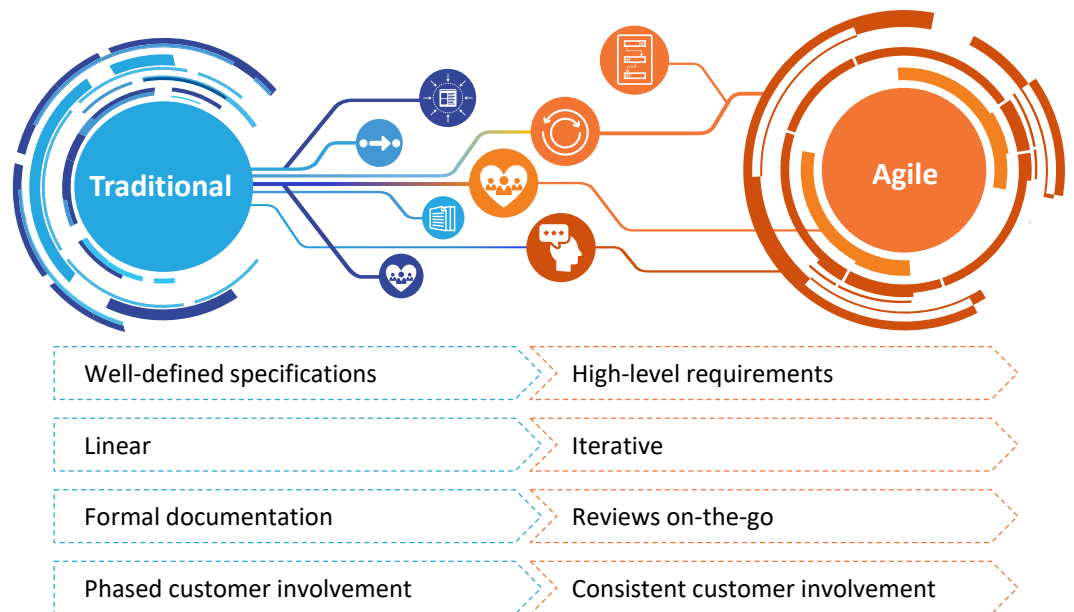 Traditional
Agile
Well-defined specifications
High-level requirements
Linear
Iterative
Formal documentation
Reviews on-the-go
Phased customer involvement
Consistent customer involvement